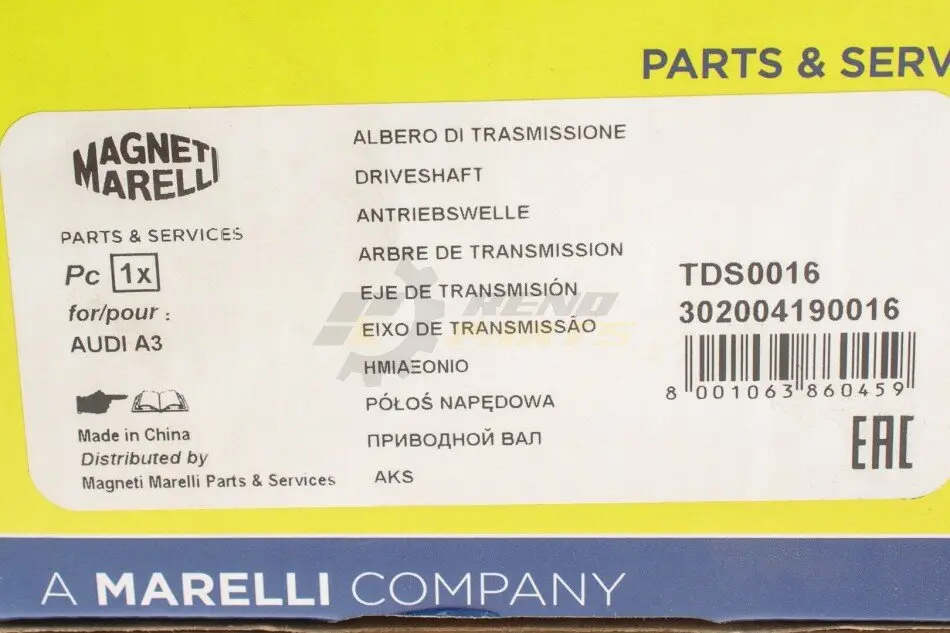 PARTS & SERV
MAGNETI
MARELLI
PARTS & SERVICES
Pc 1x
for/pour :
AUDI A3
Made in China
Distributed by
Magneti Marelli Parts & Services
ALBERO DI TRASMISSIONE
DRIVESHAFT
ANTRIEBSWELLE
ARBRE DE TRANSMISSION
EJE DE TRANSMISIÓN
EIXO DE TRANSMISSÃO
ΗΜΙΑΞΟΝΙΟ
PÓŁOŚ NAPĘDOWA
ПРИВОДНОЙ ВАЛ
AKS
RENO
PARTS
TDS0016
302004190016
8 001063 860459
EAC
A MARELLI COMPANY